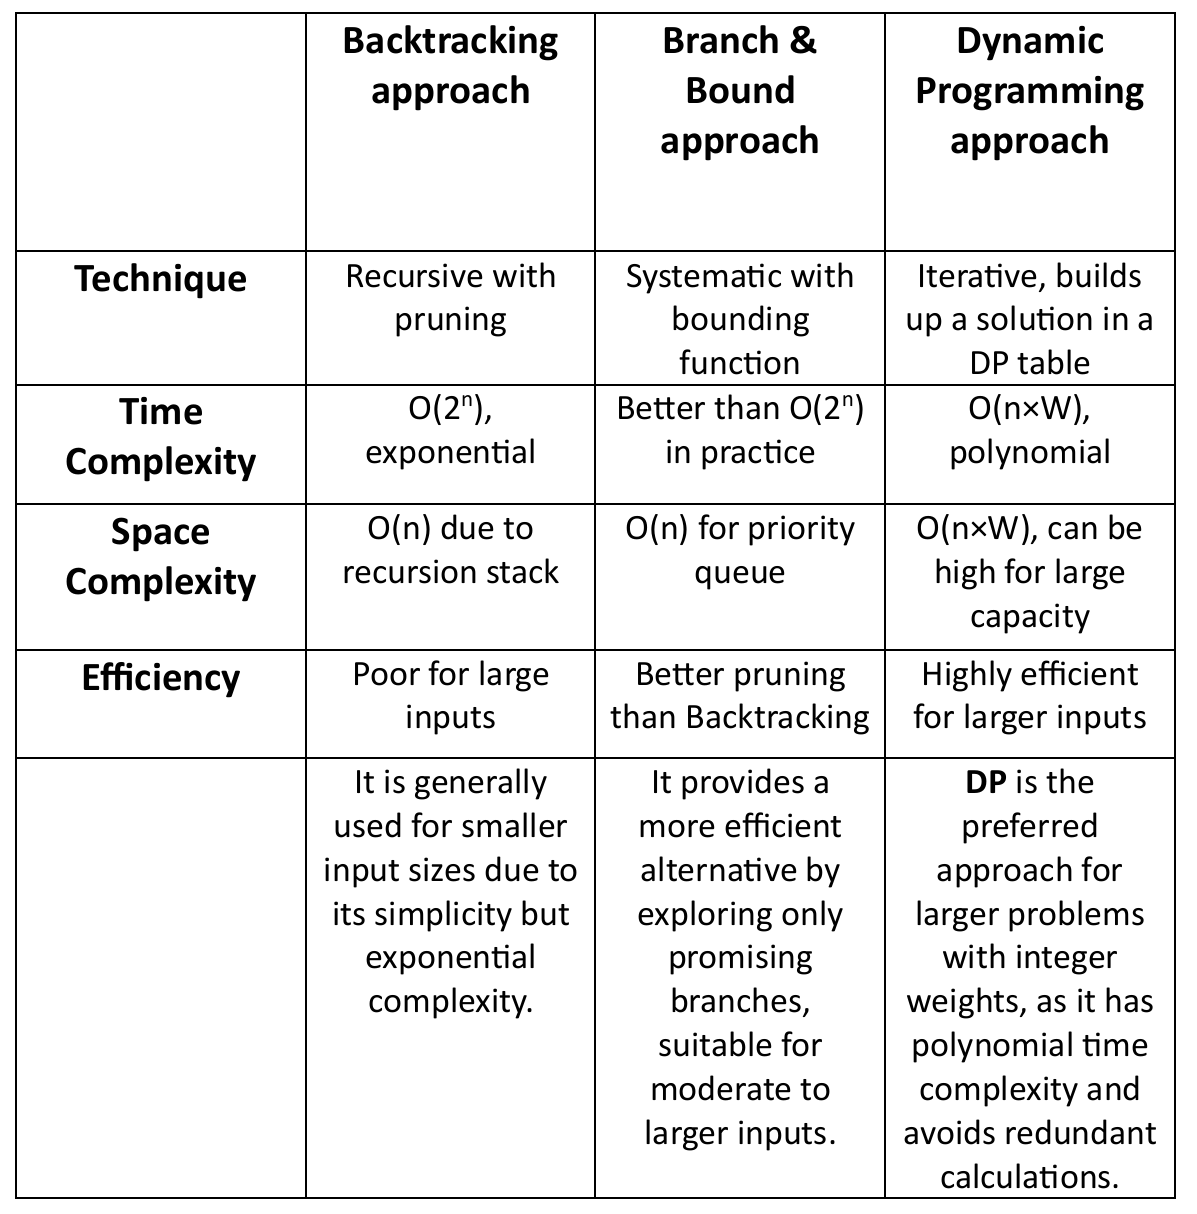 Backtracking
approach
Branch &
Bound
approach
Dynamic
Programming
approach
Technique
Recursive with
pruning
Systematic with
bounding
function
Iterative, builds
up a solution in a
DP table
Time
Complexity
O(2ⁿ),
exponential
Better than O(2ⁿ)
in practice
O(n×W),
polynomial
Space
Complexity
O(n) due to
recursion stack
O(n) for priority
queue
O(n×W), can be
high for large
capacity
Efficiency
Poor for large
inputs
Better pruning
than Backtracking
Highly efficient
for larger inputs
It is generally
used for smaller
input sizes due to
its simplicity but
exponential
complexity.
It provides a
more efficient
alternative by
exploring only
promising
branches,
suitable for
moderate to
larger inputs.
DP is the
preferred
approach for
larger problems
with integer
weights, as it has
polynomial time
complexity and
avoids redundant
calculations.